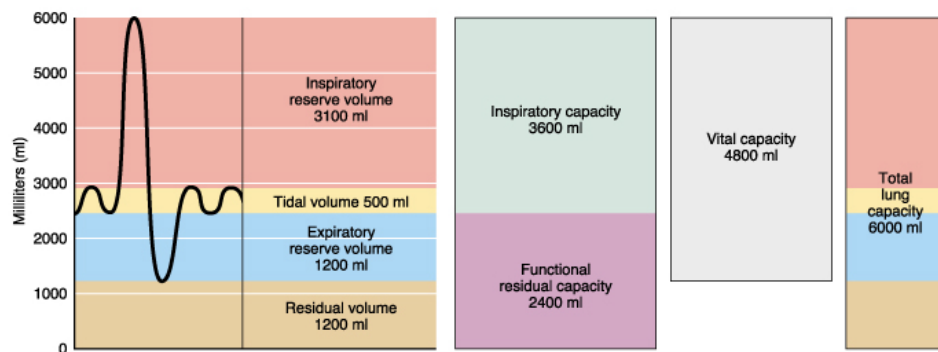 Milliliters (ml)
6000
5000
4000
3000
2000
1000
0
Inspiratory
reserve volume
3100 ml
Tidal volume 500 ml
Expiratory
reserve volume
1200 ml
Residual volume
1200 ml
Inspiratory capacity
3600 ml
Functional
residual capacity
2400 ml
Vital capacity
4800 ml
Total
lung
capacity
6000 ml